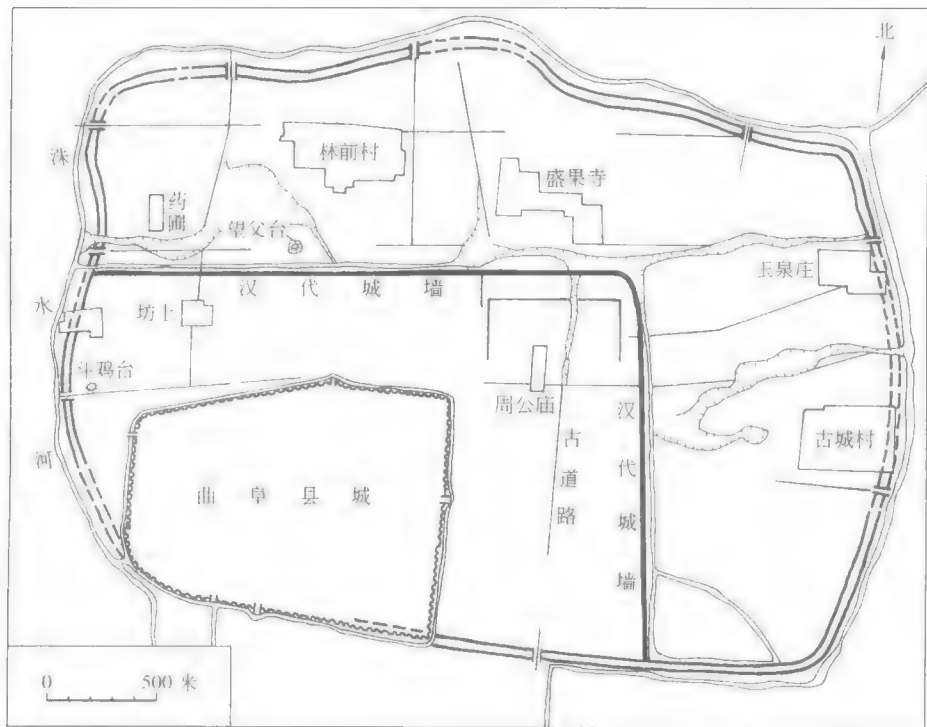 北
林前村
盛果寺
药圃
望父台
玉泉庄
汉代城墙
坊上
斗鸡台
周公庙
汉代城墙
古城村
古道路
曲阜县城
洙水河
0 500 米